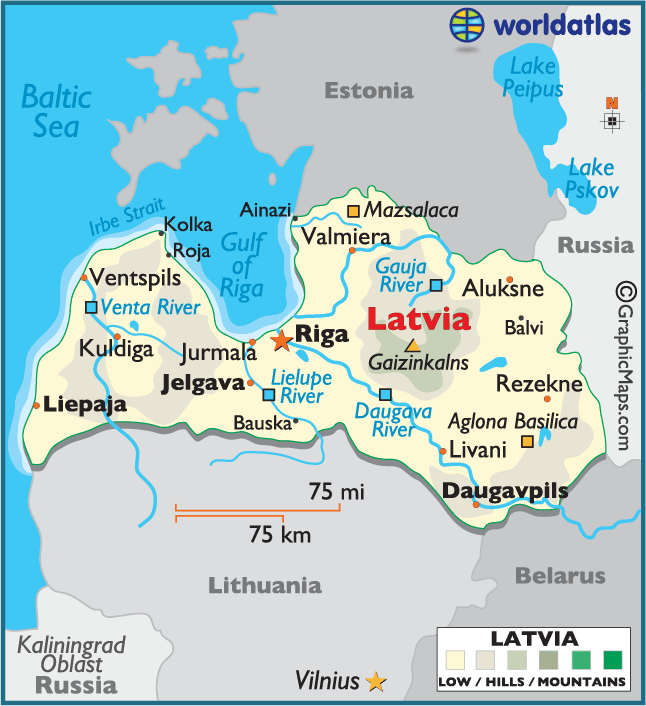 worldatlas
Baltic
Sea
Estonia
Lake
Peipus
N
Lake
Pskov
Irbe Strait
Kolka
Roja
Gulf
of
Riga
Ainazi
Mazsalaca
Valmiera
Russia
Ventspils
Venta River
Gauja
River
Aluksne
Latvia
Balvi
Kuldiga
Jurmala
Riga
Gaizinkalns
Jelgava
Lielupe
River
Rezekne
Liepaja
Bauska
Daugava
River
Aglona Basilica
Livani
Daugavpils
©GraphicMaps.com
75 mi
75 km
Lithuania
Belarus
Kaliningrad
Oblast
Russia
Vilnius
LATVIA
LOW / HILLS / MOUNTAINS